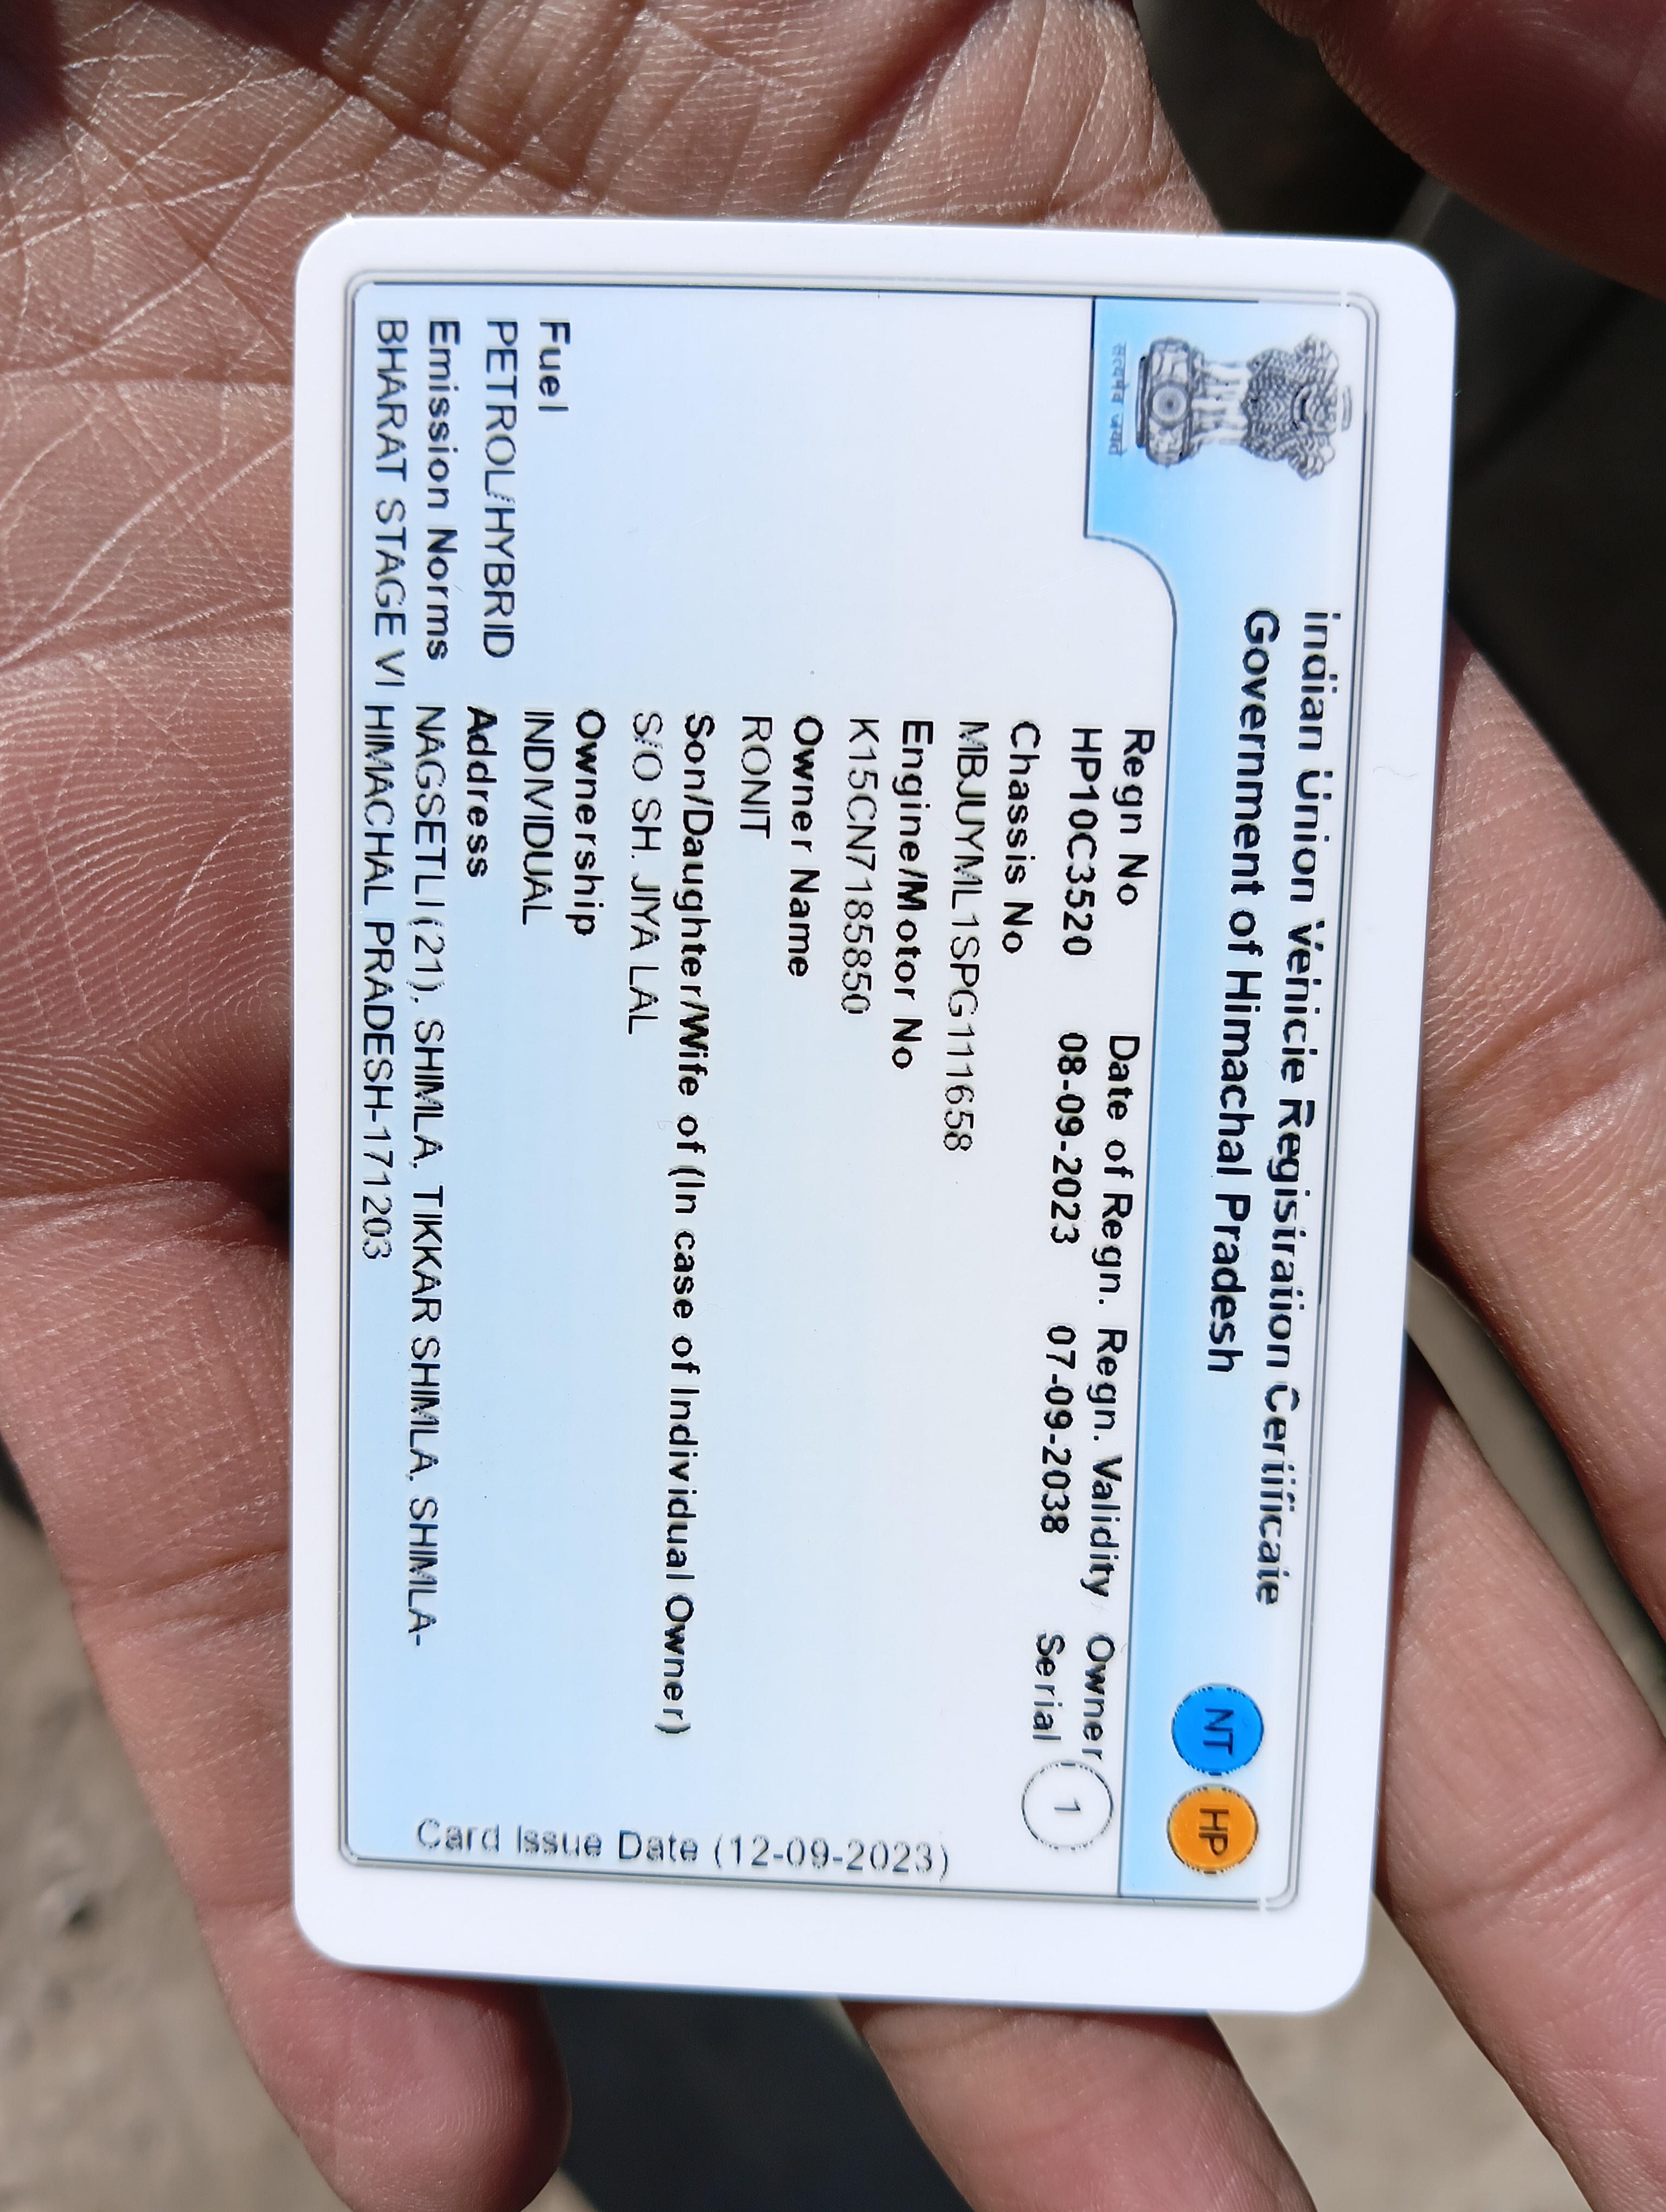 Indian Union Vehicle Registration Certificate
Government of Himachal Pradesh
NT HP
सत्यमेव जयते
Regn No Date of Regn. Regn. Validity Owner
HP10C3520 08-09-2023 07-09-2038 Serial 1
Chassis No
MBJUYML1SPG111658
Engine/Motor No
K15CN7185850
Owner Name
RONIT
Son/Daughter/Wife of (In case of Individual Owner)
S/O SH. JIYA LAL
Ownership
INDIVIDUAL
Fuel
PETROL/HYBRID
Emission Norms
BHARAT STAGE VI
Address
NAGSETLI (21), SHIMLA, TIKKAR SHIMLA, SHIMLA-
HIMACHAL PRADESH-171203
Card Issue Date (12-09-2023)